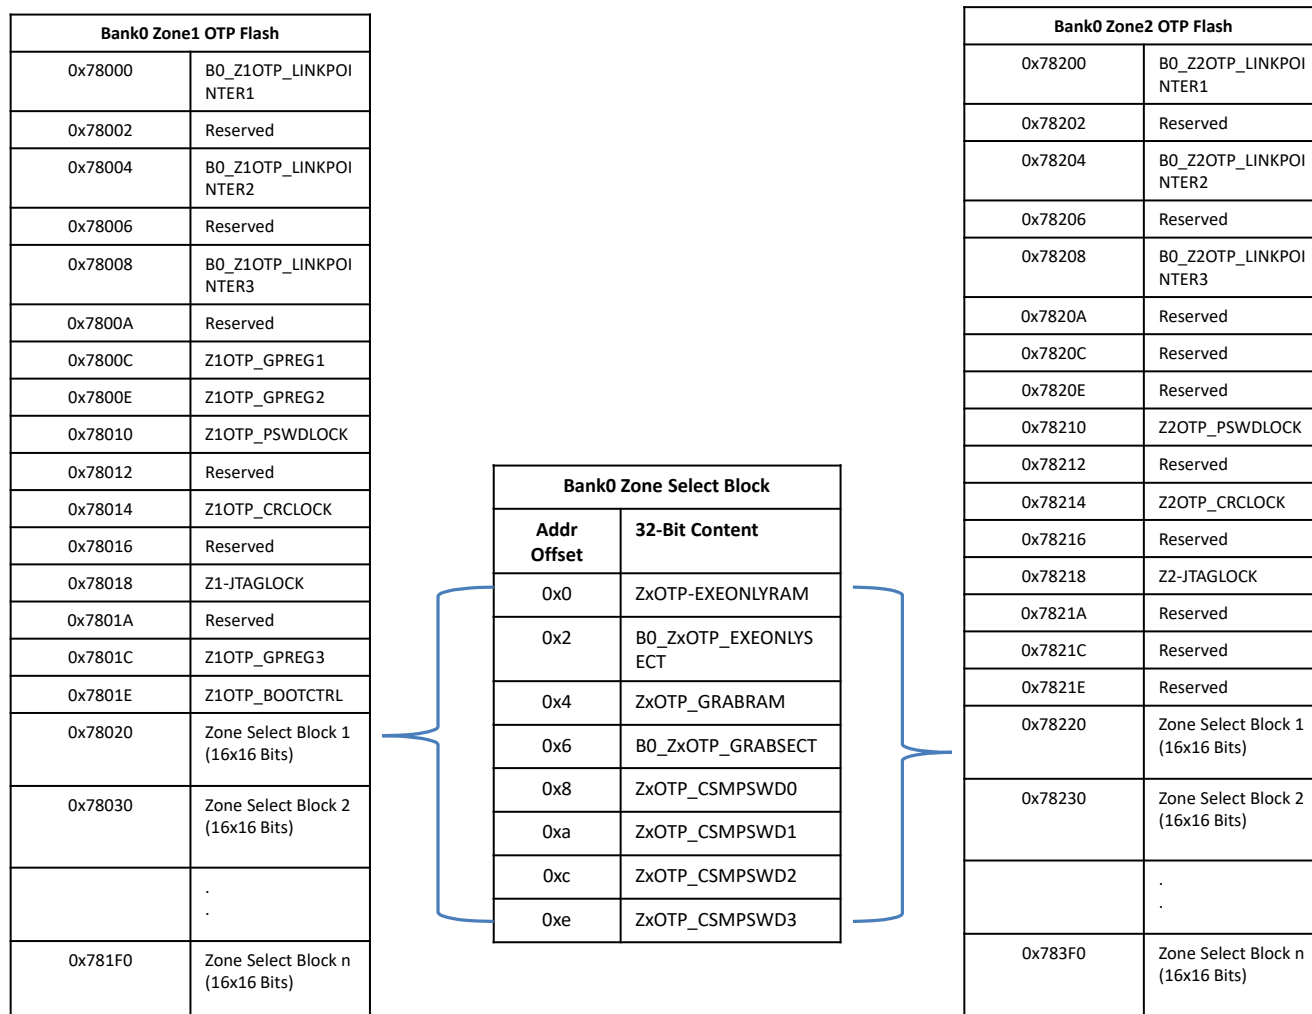 Bank0 Zone1 OTP Flash
0x78000 B0_Z1OTP_LINKPOI
NTER1
0x78002 Reserved
0x78004 B0_Z1OTP_LINKPOI
NTER2
0x78006 Reserved
0x78008 B0_Z1OTP_LINKPOI
NTER3
0x7800A Reserved
0x7800C Z1OTP_GPREG1
0x7800E Z1OTP_GPREG2
0x78010 Z1OTP_PSWDLOCK
0x78012 Reserved
0x78014 Z1OTP_CRCLOCK
0x78016 Reserved
0x78018 Z1-JTAGLOCK
0x7801A Reserved
0x7801C Z1OTP_GPREG3
0x7801E Z1OTP_BOOTCTRL
0x78020 Zone Select Block 1
(16x16 Bits)
0x78030 Zone Select Block 2
(16x16 Bits)
.
.
0x781F0 Zone Select Block n
(16x16 Bits)
Bank0 Zone Select Block
Addr 32-Bit Content
Offset
0x0 ZxOTP-EXEONLYRAM
0x2 B0_ZxOTP_EXEONLYS
ECT
0x4 ZxOTP_GRABRAM
0x6 B0_ZxOTP_GRABSECT
0x8 ZxOTP_CSMPSWD0
0xa ZxOTP_CSMPSWD1
0xc ZxOTP_CSMPSWD2
0xe ZxOTP_CSMPSWD3
Bank0 Zone2 OTP Flash
0x78200 B0_Z2OTP_LINKPOI
NTER1
0x78202 Reserved
0x78204 B0_Z2OTP_LINKPOI
NTER2
0x78206 Reserved
0x78208 B0_Z2OTP_LINKPOI
NTER3
0x7820A Reserved
0x7820C Reserved
0x7820E Reserved
0x78210 Z2OTP_PSWDLOCK
0x78212 Reserved
0x78214 Z2OTP_CRCLOCK
0x78216 Reserved
0x78218 Z2-JTAGLOCK
0x7821A Reserved
0x7821C Reserved
0x7821E Reserved
0x78220 Zone Select Block 1
(16x16 Bits)
0x78230 Zone Select Block 2
(16x16 Bits)
.
.
0x783F0 Zone Select Block n
(16x16 Bits)